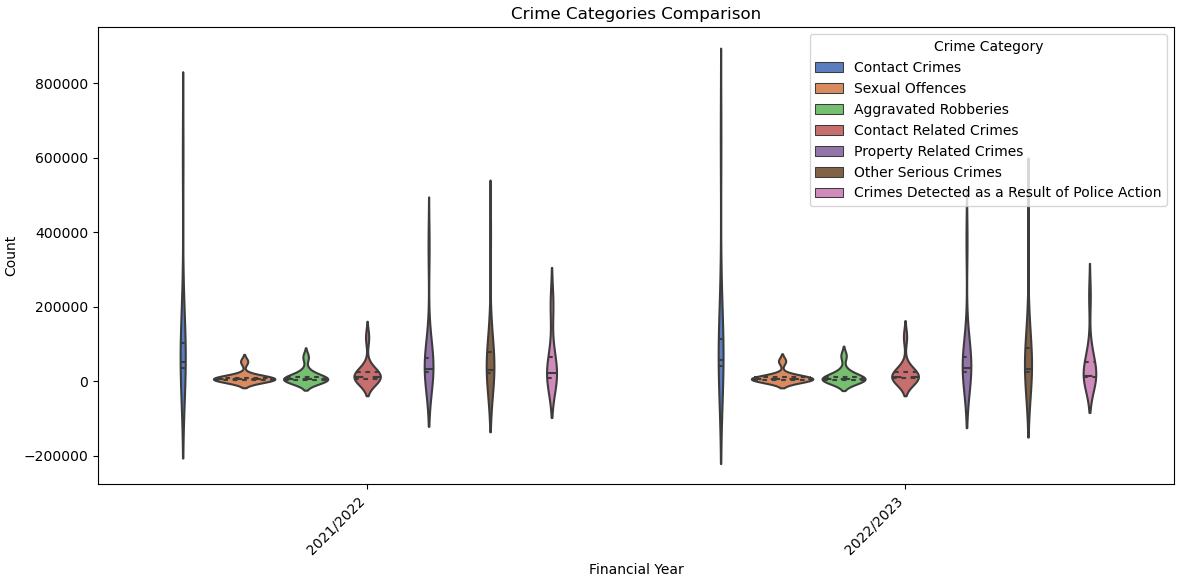 Crime Categories Comparison
Crime Category
Contact Crimes
Sexual Offences
Aggravated Robberies
Contact Related Crimes
Property Related Crimes
Other Serious Crimes
Crimes Detected as a Result of Police Action
800000
600000
400000
200000
0
−200000
Count
2021/2022
2022/2023
Financial Year